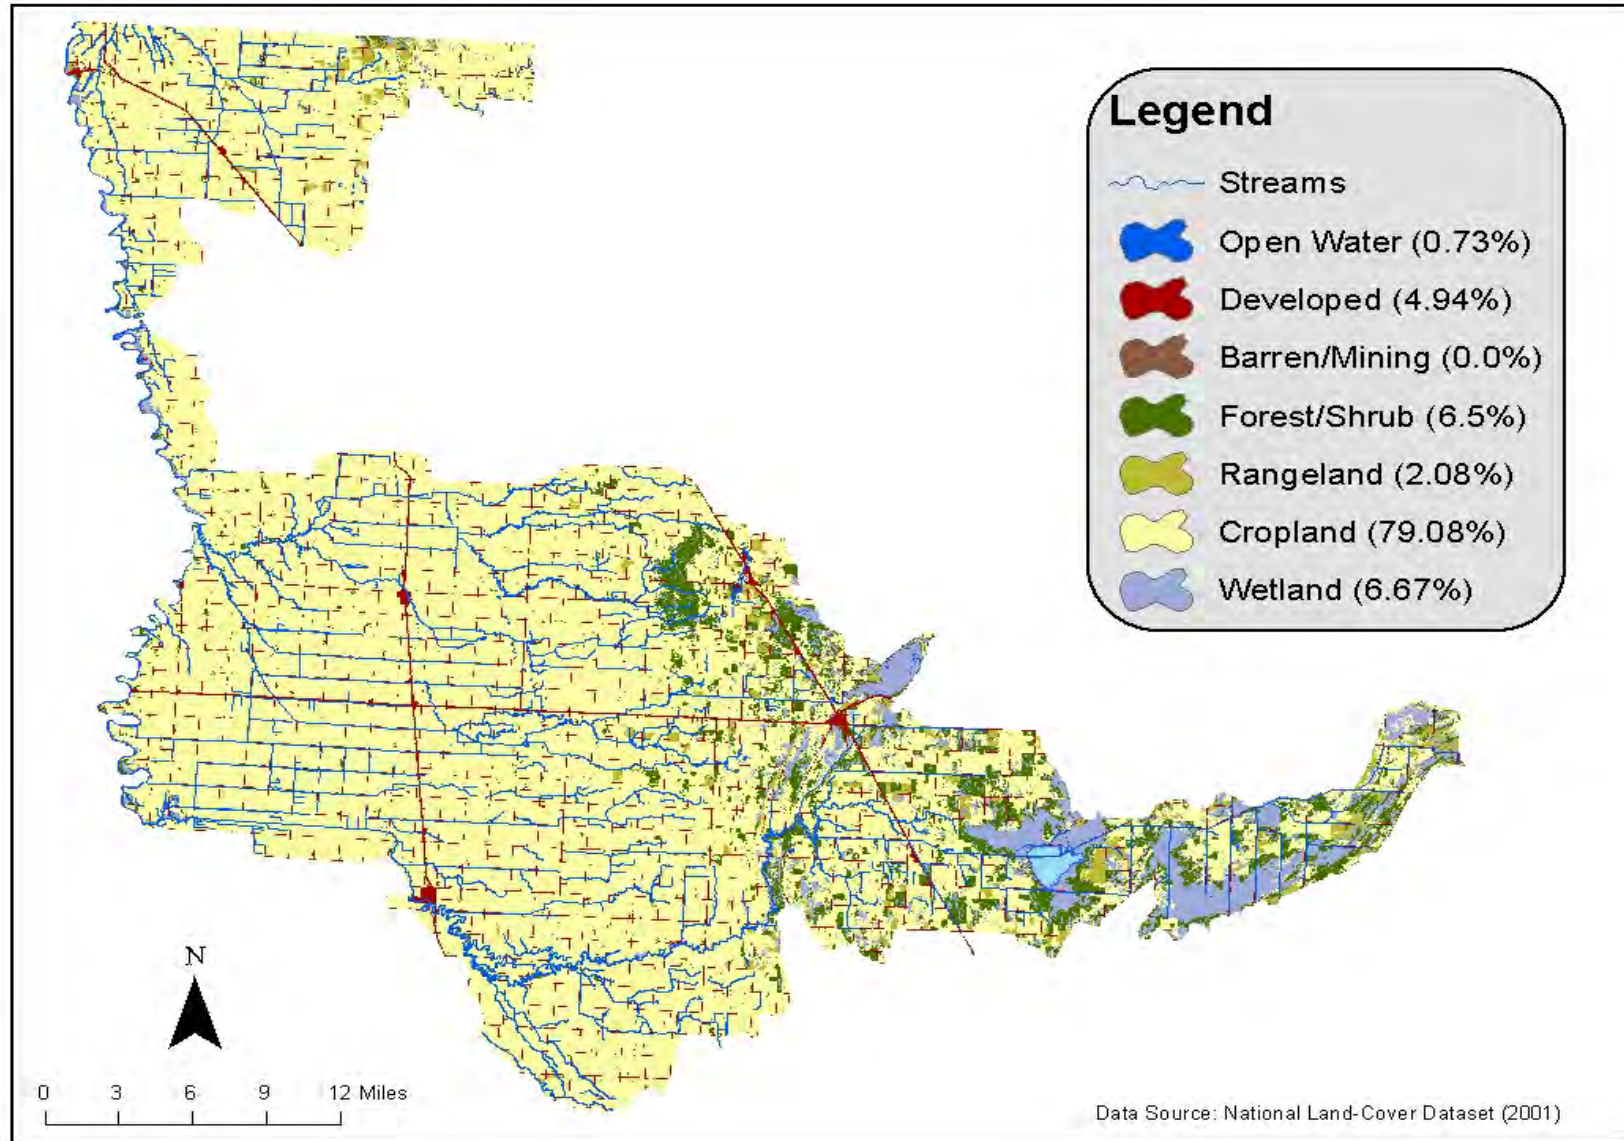 Legend
Streams
Open Water (0.73%)
Developed (4.94%)
Barren/Mining (0.0%)
Forest/Shrub (6.5%)
Rangeland (2.08%)
Cropland (79.08%)
Wetland (6.67%)
N
0 3 6 9 12 Miles
Data Source: National Land-Cover Dataset (2001)